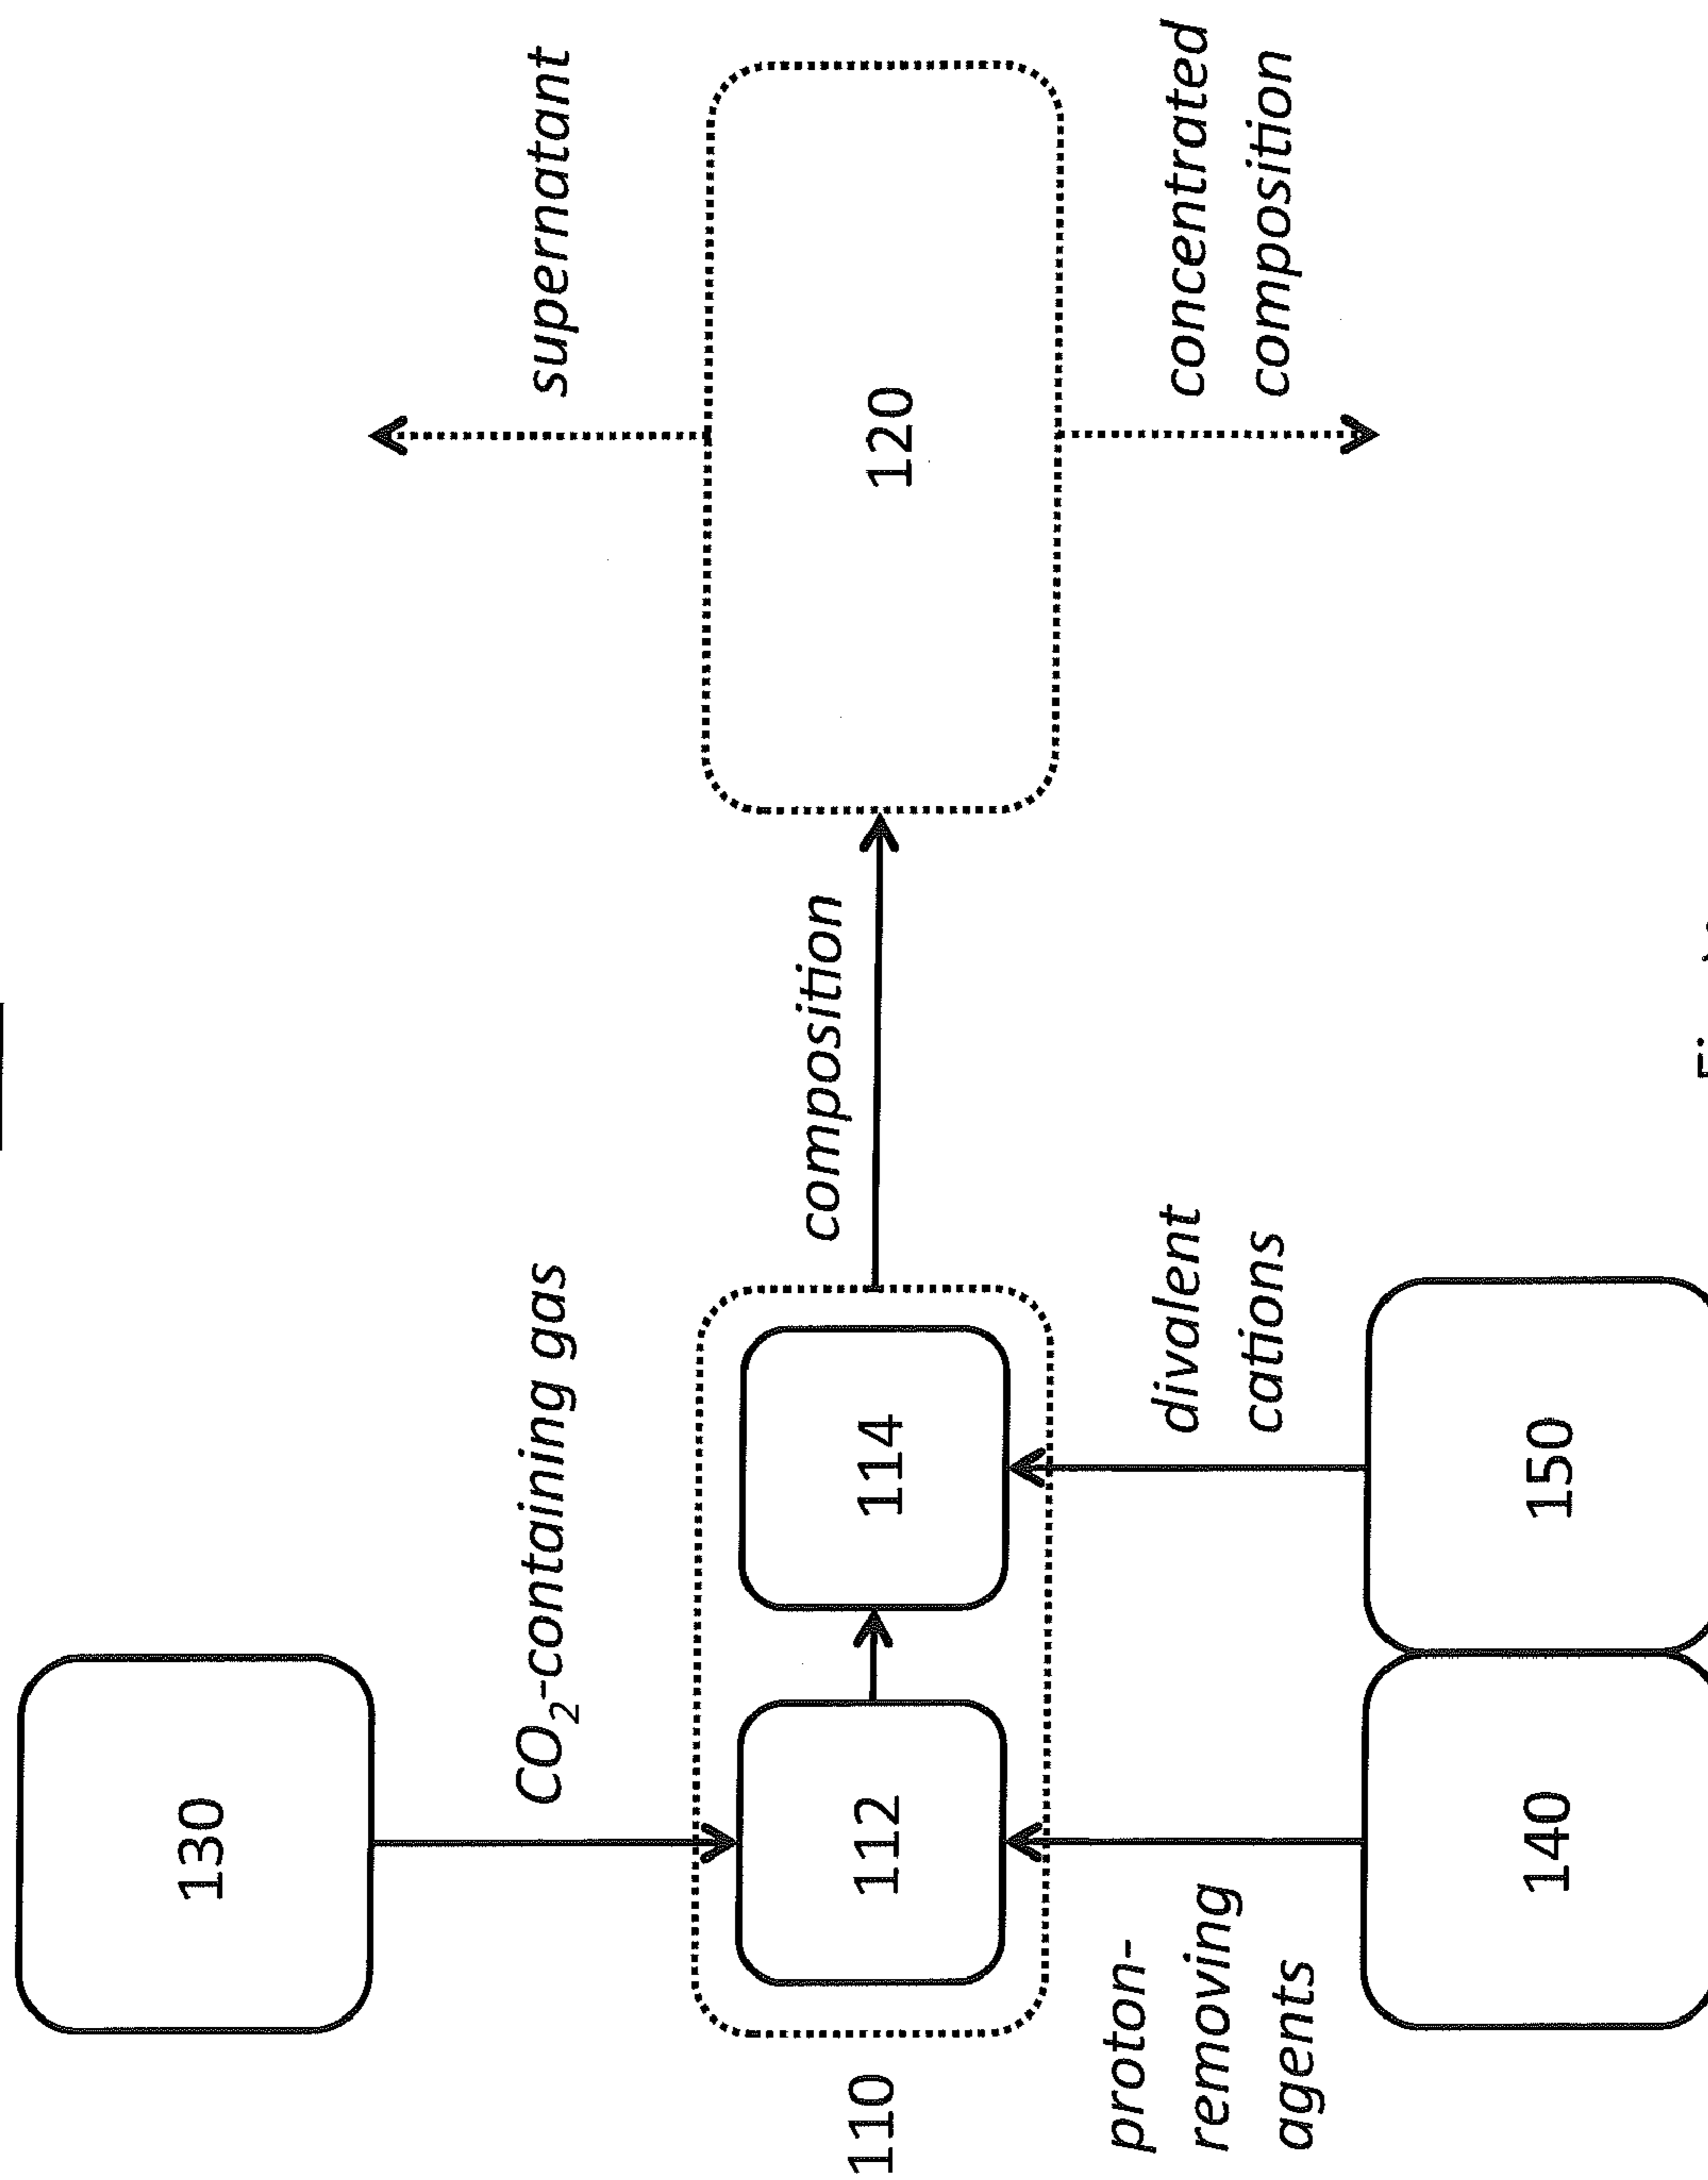 130
CO₂-containing gas
supernatant
110
112
114
composition
120
proton-
removing
agents
divalent
cations
concentrated
composition
140
150